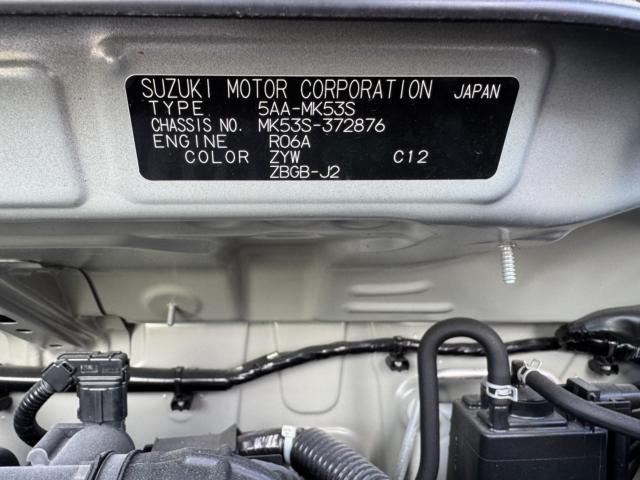 SUZUKI MOTOR CORPORATION JAPAN
TYPE 5AA-MK53S
CHASSIS NO. MK53S-372876
ENGINE R06A
COLOR ZYW C12
ZBGB-J2